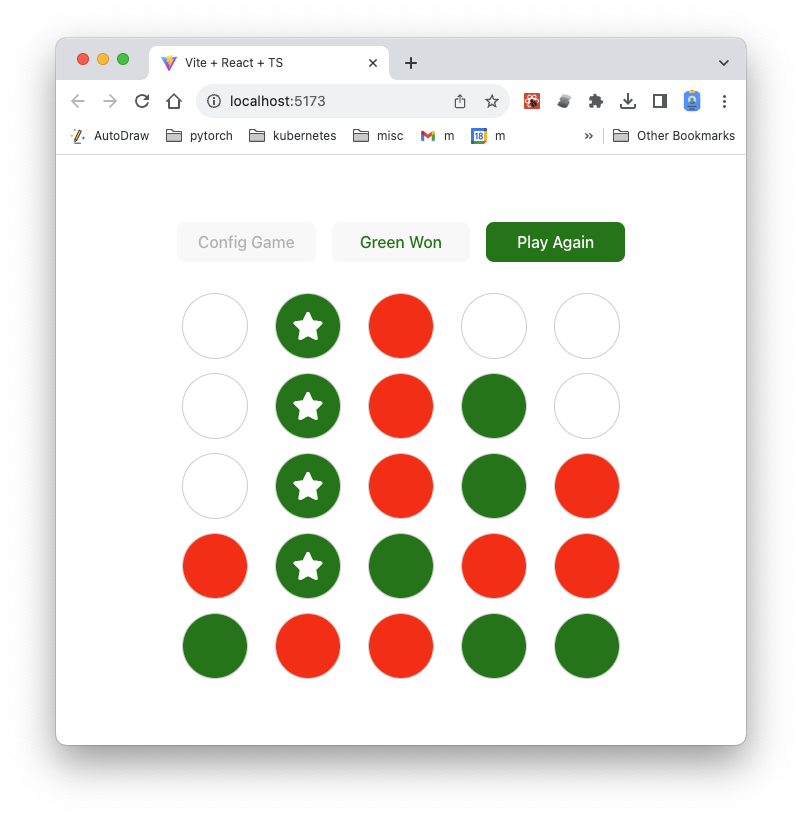 Vite + React + TS
localhost:5173
AutoDraw pytorch kubernetes misc m 18 m » Other Bookmarks
Config Game Green Won Play Again